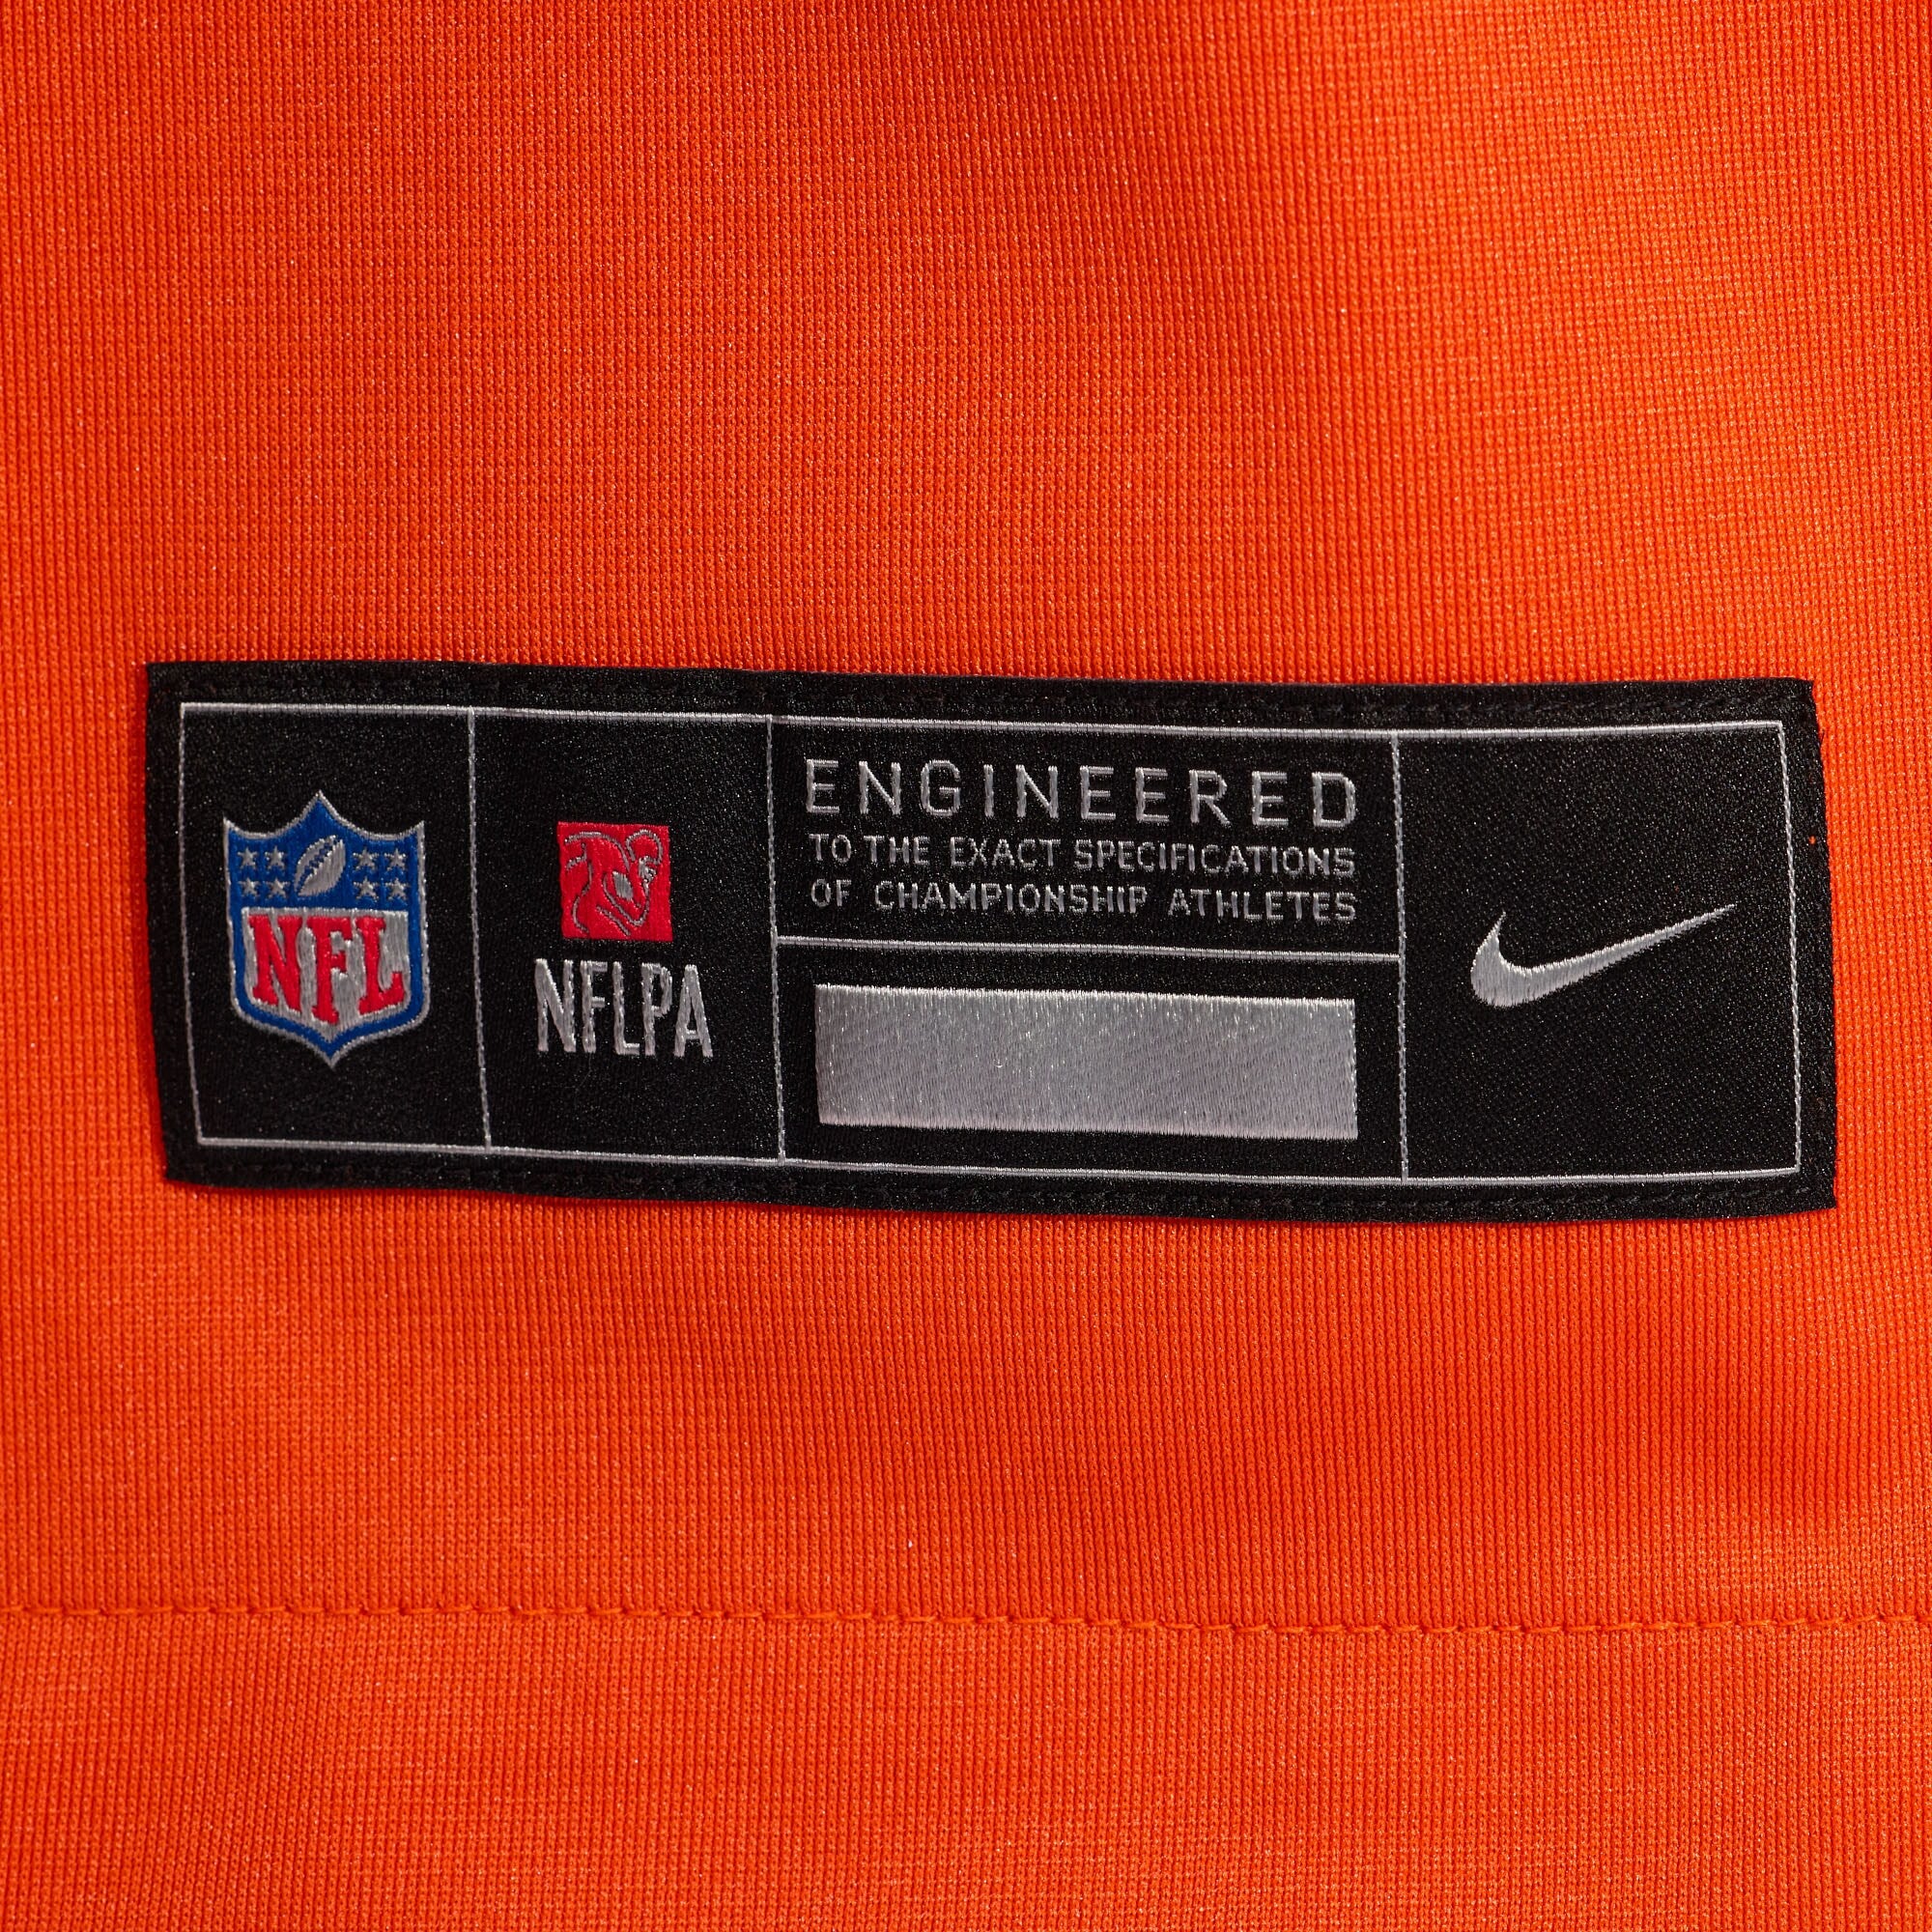 NFL
NFLPA
ENGINEERED
TO THE EXACT SPECIFICATIONS
OF CHAMPIONSHIP ATHLETES